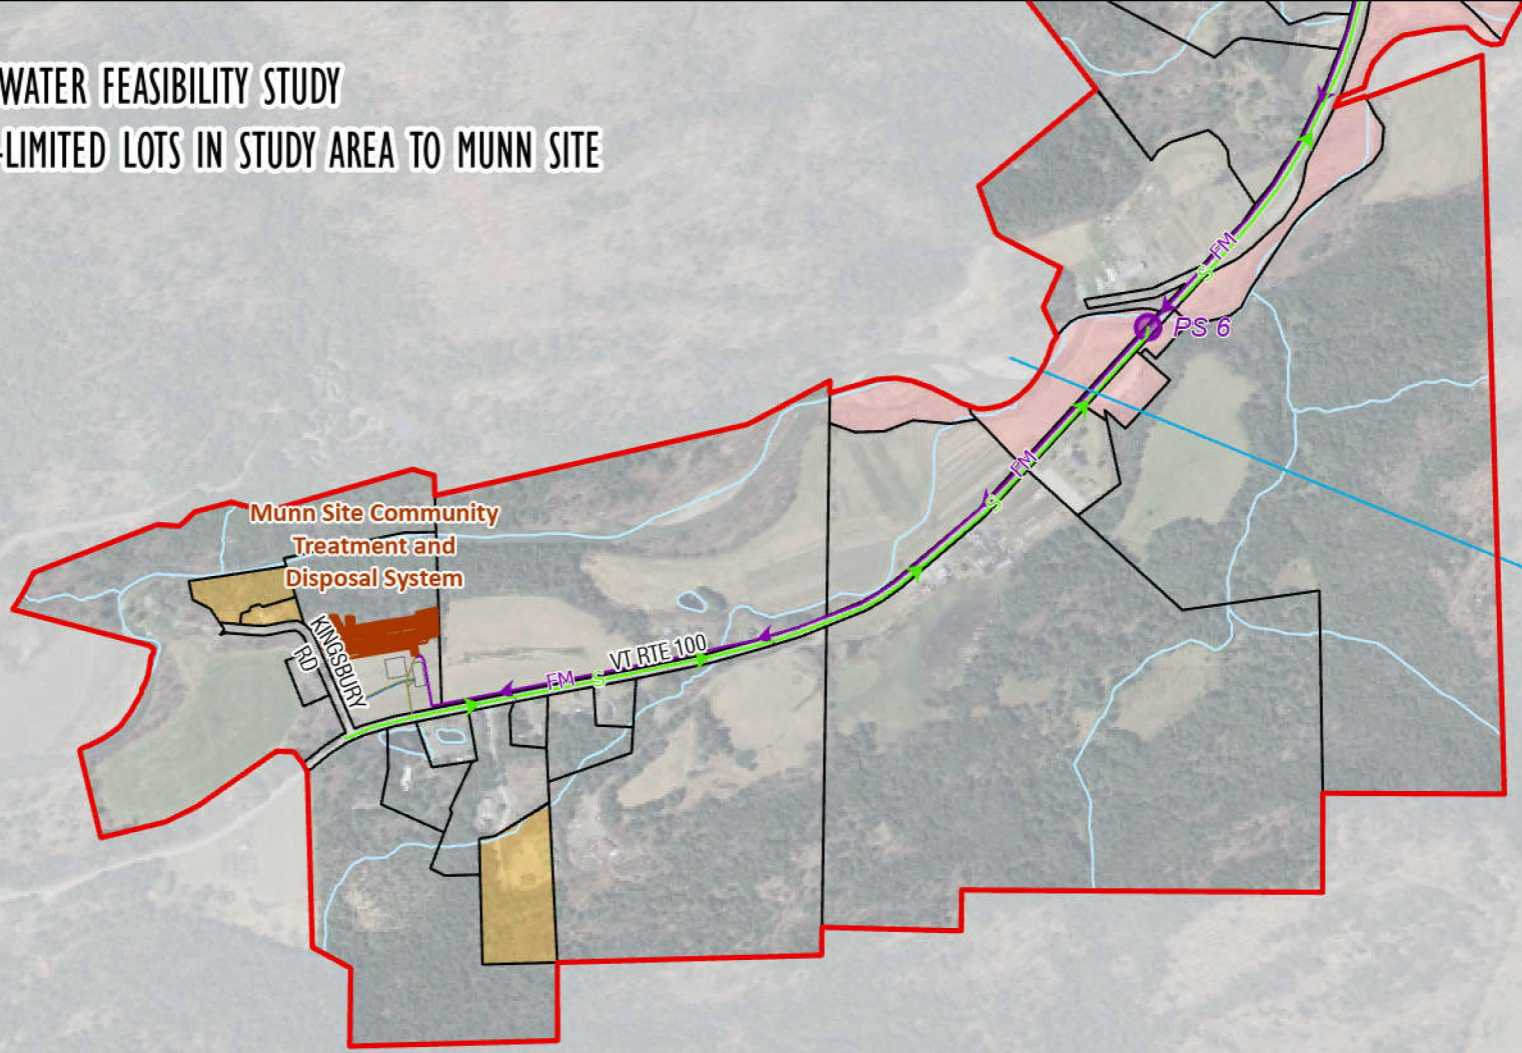 WATER FEASIBILITY STUDY
-LIMITED LOTS IN STUDY AREA TO MUNN SITE
FM
S
PS 6
FM
S
Munn Site Community
Treatment and
Disposal System
KINGSBURY
RD
VT RTE 100
FM
S